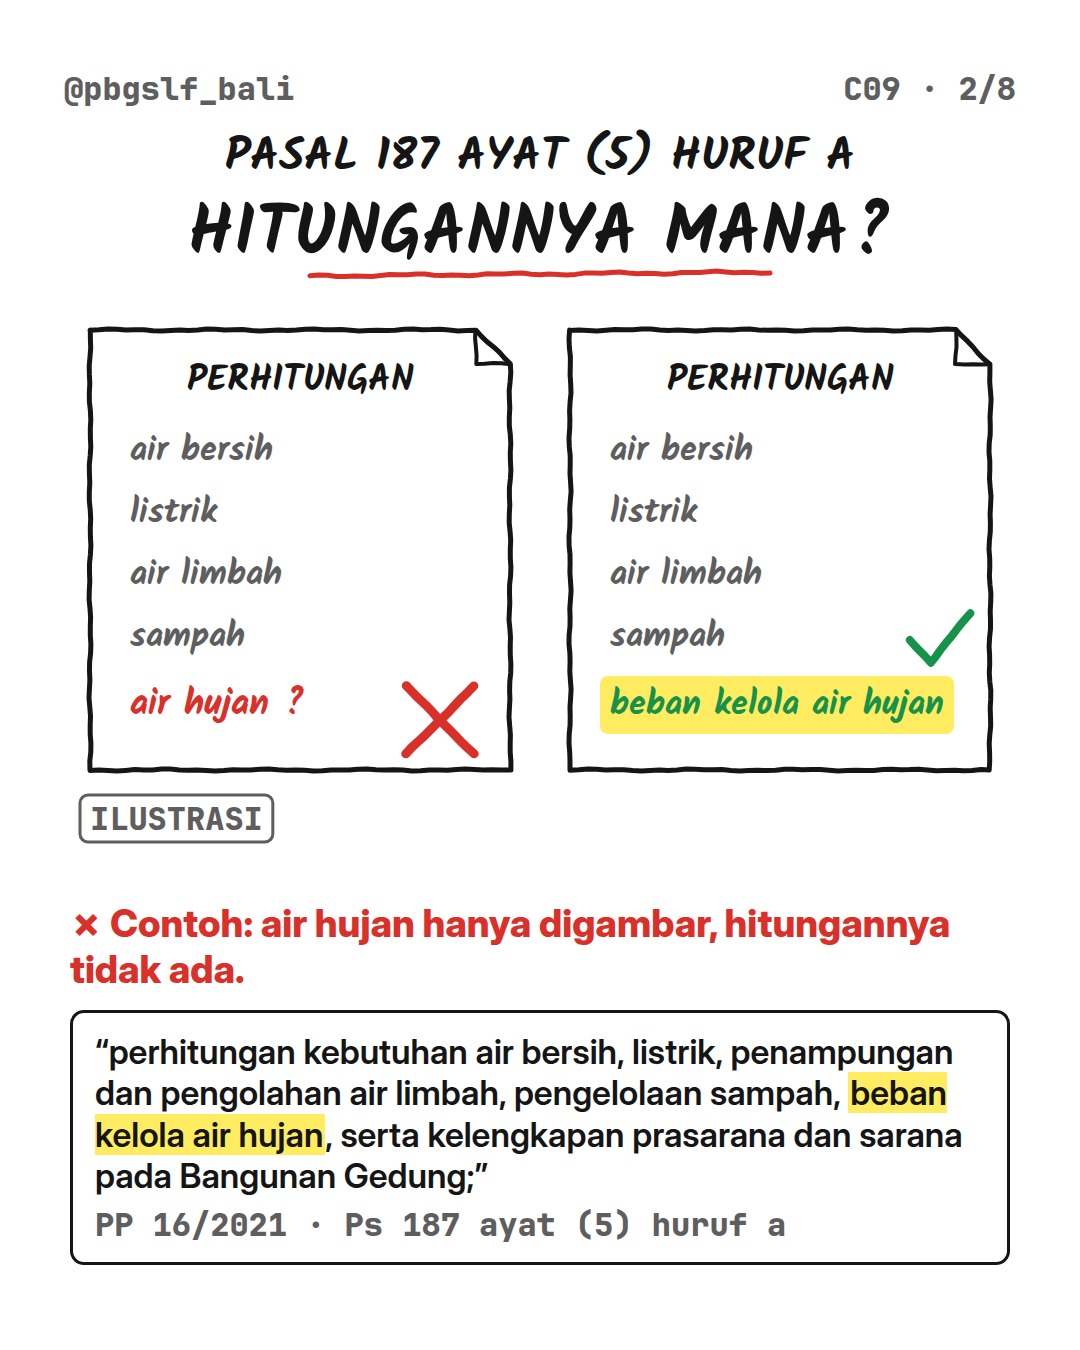 @pbgslf_bali
C09 · 2/8
PASAL 187 AYAT (5) HURUF A
HITUNGANNYA MANA?
PERHITUNGAN
air bersih
listrik
air limbah
sampah
air hujan ?
PERHITUNGAN
air bersih
listrik
air limbah
sampah
beban kelola air hujan
ILUSTRASI
× Contoh: air hujan hanya digambar, hitungannya
tidak ada.
“perhitungan kebutuhan air bersih, listrik, penampungan
dan pengolahan air limbah, pengelolaan sampah, beban
kelola air hujan, serta kelengkapan prasarana dan sarana
pada Bangunan Gedung;”
PP 16/2021 · Ps 187 ayat (5) huruf a